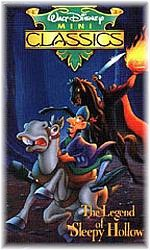 Walt Disney
MINI
CLASSICS
The Legend of
Sleepy Hollow